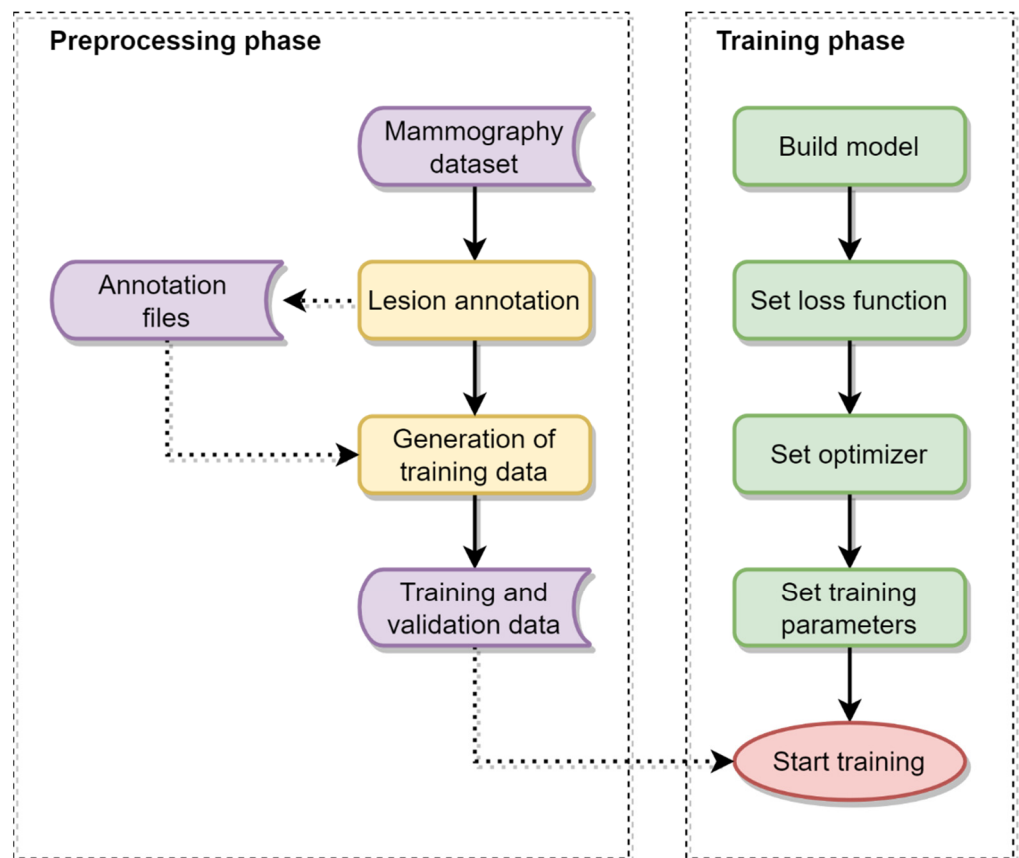 Preprocessing phase
Mammography
dataset
Annotation
files
Lesion annotation
Generation of
training data
Training and
validation data
Training phase
Build model
Set loss function
Set optimizer
Set training
parameters
Start training